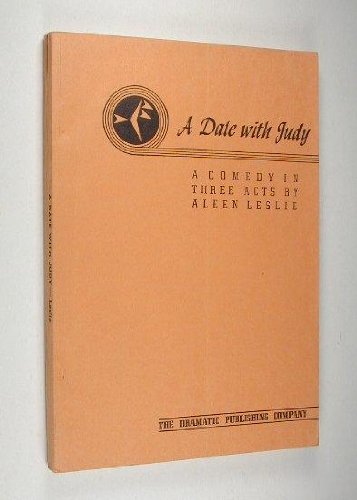 A Date with Judy
A COMEDY IN
THREE ACTS BY
ALEEN LESLIE
THE DRAMATIC PUBLISHING COMPANY
A DATE WITH JUDY — Leslie